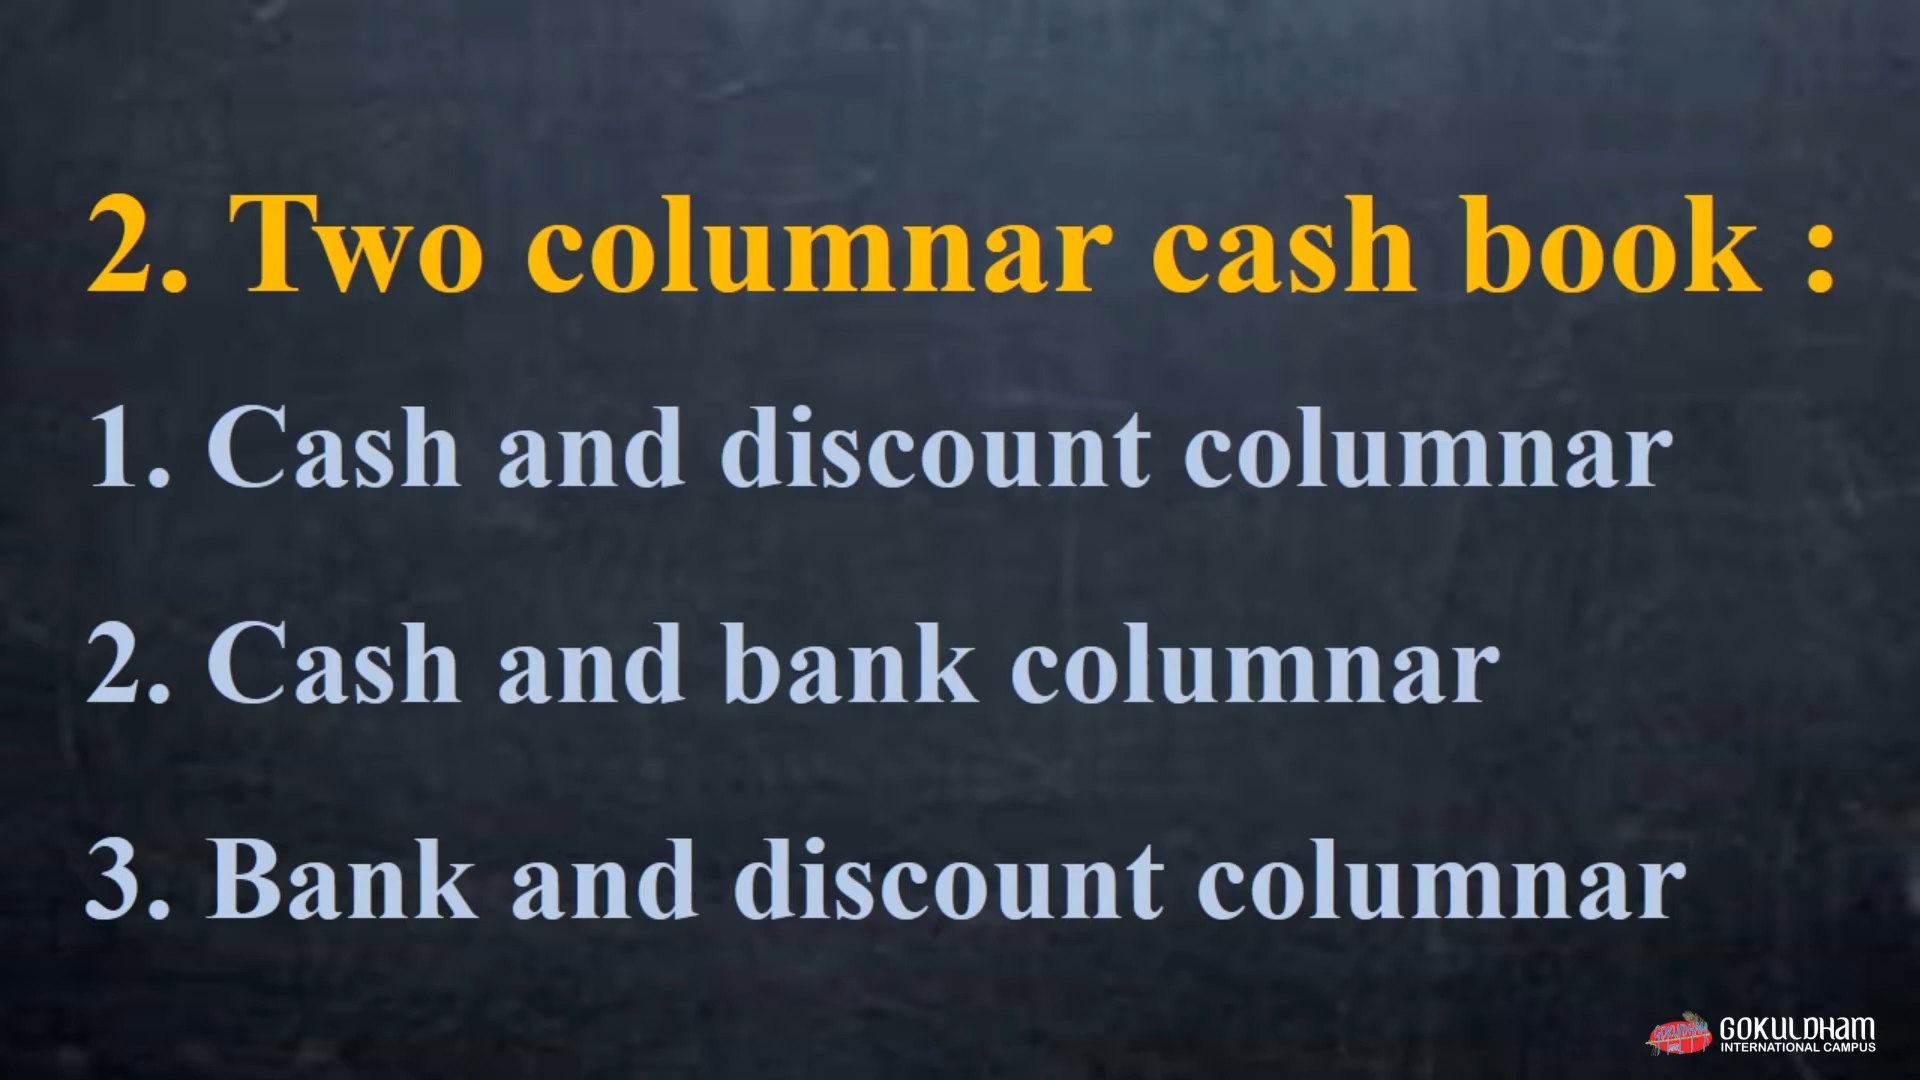 2. Two columnar cash book :
1. Cash and discount columnar
2. Cash and bank columnar
3. Bank and discount columnar
GOKULDHAM
INTERNATIONAL CAMPUS